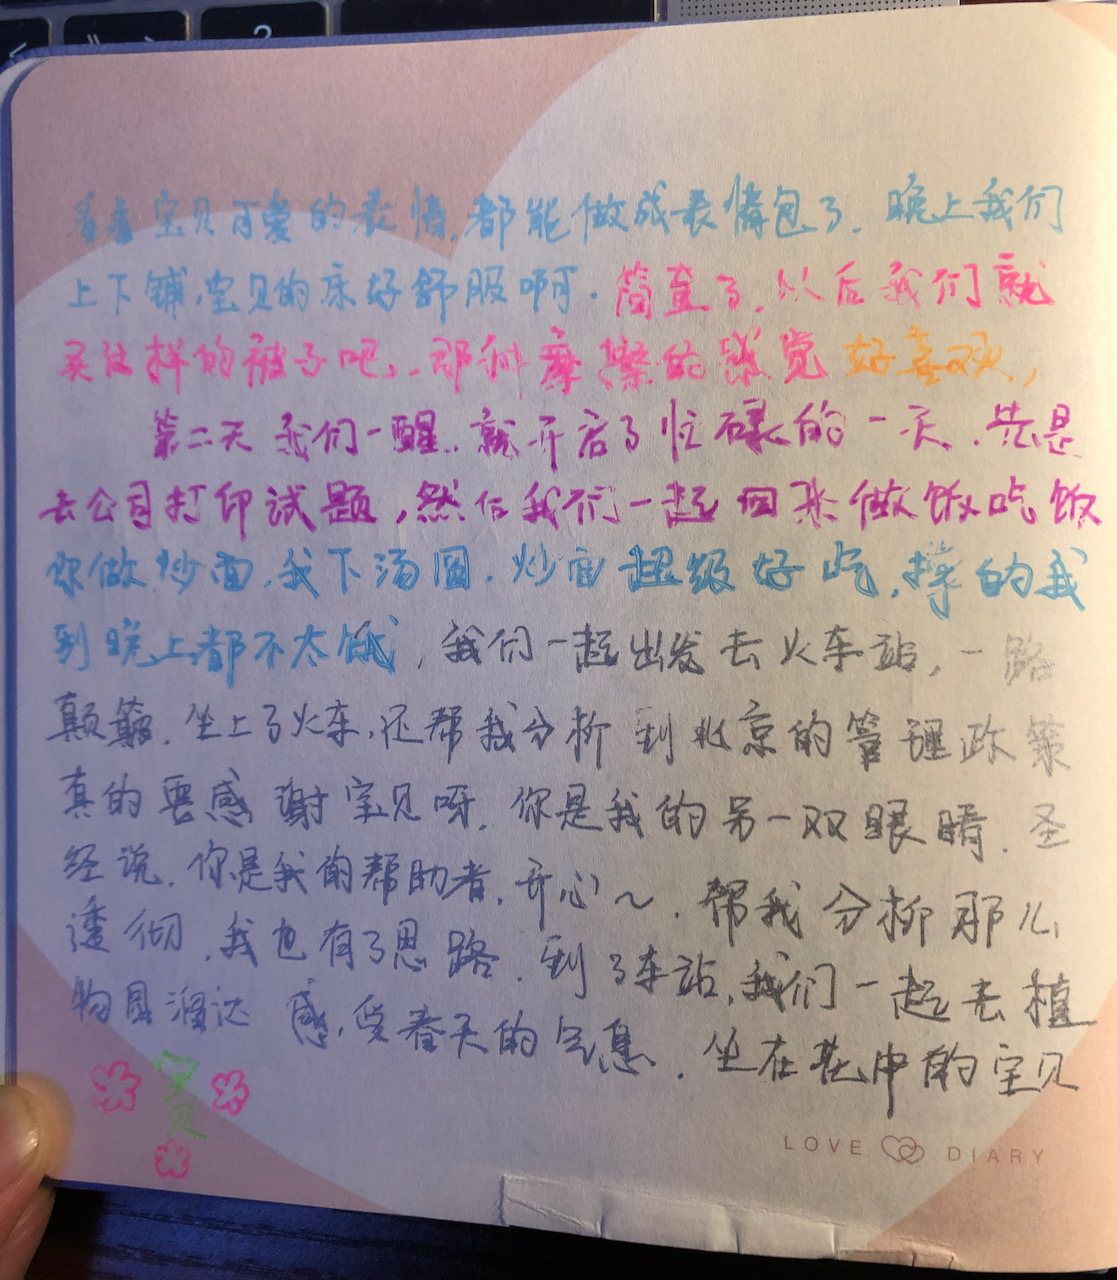 看着宝贝可爱的表情,都能做成表情包了.晚上我们
上下铺,宝贝的床好舒服啊.简直了,以后我们就
买这样的被子吧.那种摩擦的感觉好喜欢,
第二天我们一醒.就开启了忙碌的一天.先是
去公司打印试题,然后我们一起回来做饭吃饭
你做炒面,我下汤圆.炒面超级好吃,撑的我
到晚上都不太饿,我们一起出发去火车站,一路
颠簸.坐上了火车,还帮我分析到北京的管理政策
真的要感谢宝贝呀.你是我的另一双眼睛.圣
经说.你是我的帮助者.开心~.帮我分析那么
透彻.我也有了思路.到了车站,我们一起去植
物园溜达 感受春天的气息.坐在花中的宝贝
宝贝
LOVE DIARY